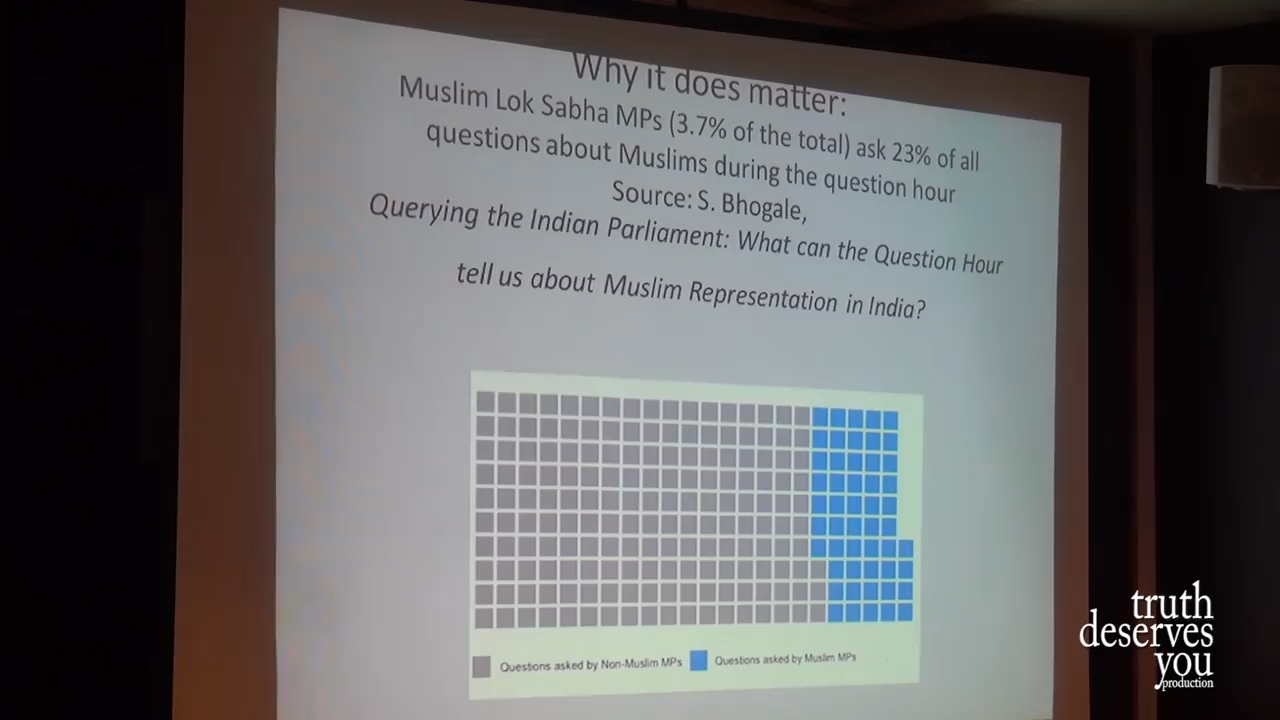 Why it does matter:
Muslim Lok Sabha MPs (3.7% of the total) ask 23% of all
questions about Muslims during the question hour
Source: S. Bhogale,
Querying the Indian Parliament: What can the Question Hour
tell us about Muslim Representation in India?
Questions asked by Non-Muslim MPs
Questions asked by Muslim MPs
truth
deserves
you
production